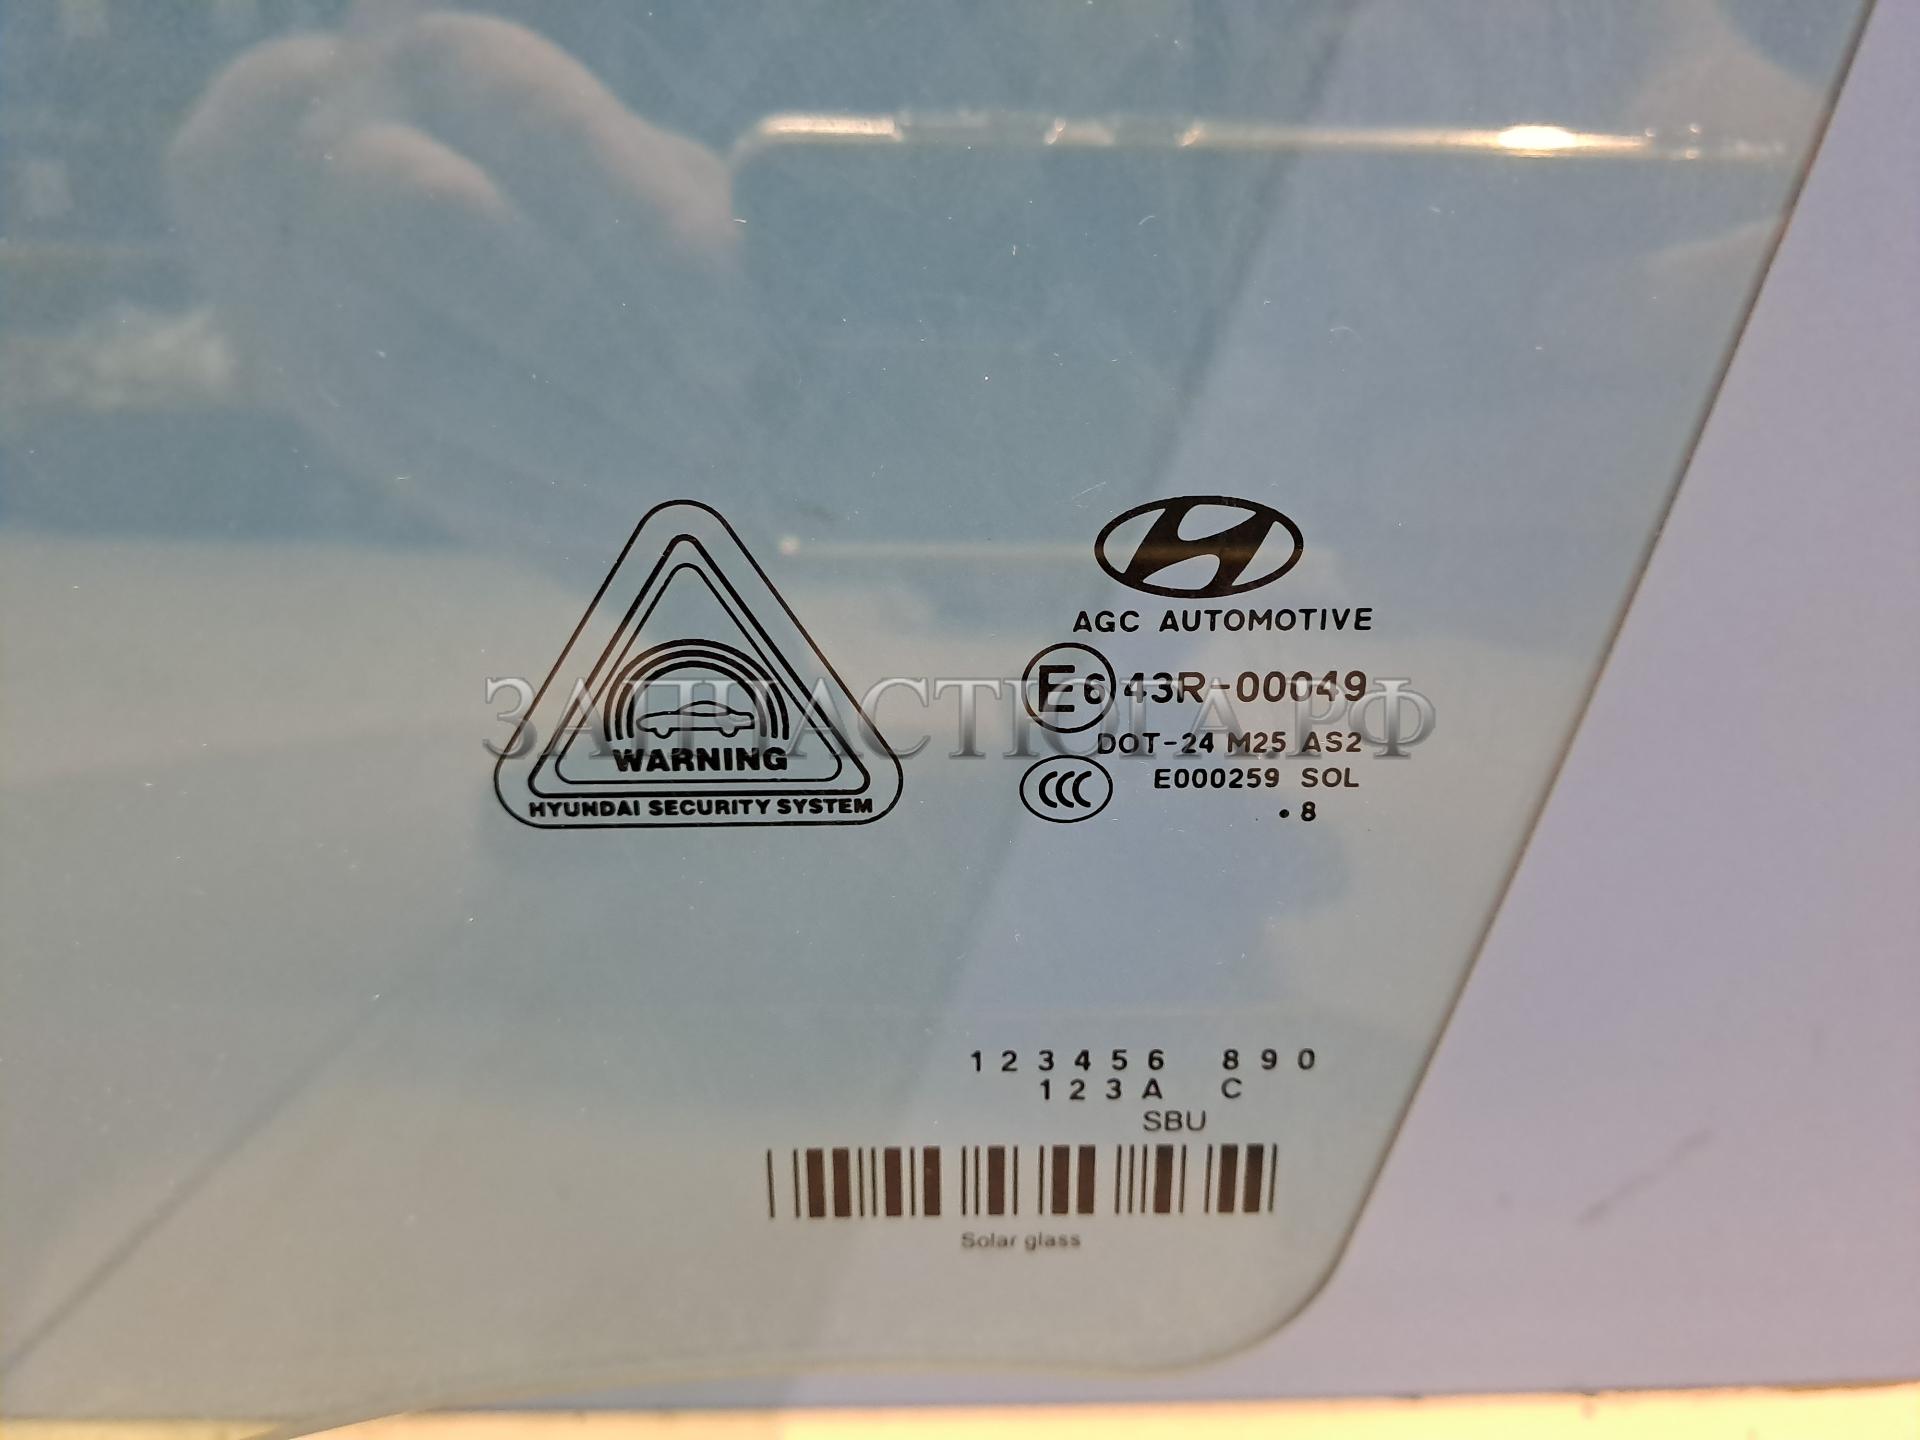 AGC AUTOMOTIVE
E6 43R-00049
ЗАПЧАСТЮГА.РФ
DOT-24 M25 AS2
WARNING
E000259 SOL
HYUNDAI SECURITY SYSTEM
CCC
.8
1 2 3 4 5 6 8 9 0
1 2 3 A C
SBU
Solar glass